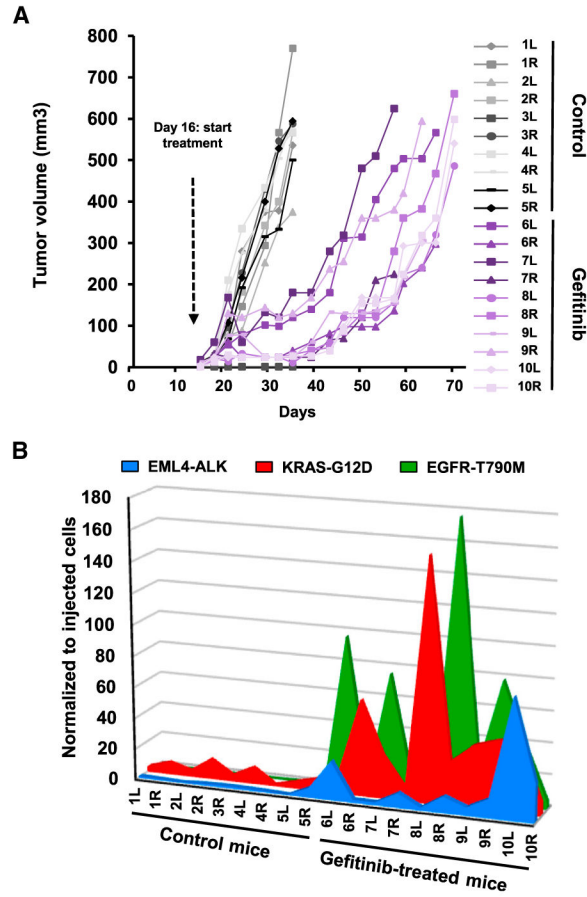 A
Tumor volume (mm3)
800
700
600
500
400
300
200
100
0
Day 16: start
treatment
0 10 20 30 40 50 60 70
Days
1L
1R
2L
2R
3L
3R
4L
4R
5L
5R
6L
6R
7L
7R
8L
8R
9L
9R
10L
10R
Control
Gefitinib
B
EML4-ALK KRAS-G12D EGFR-T790M
Normalized to injected cells
180
160
140
120
100
80
60
40
20
0
1L 1R 2L 2R 3R 4L 4R 5L 5R 6L 6R 7L 7R 8L 8R 9L 9R 10L 10R
Control mice Gefitinib-treated mice